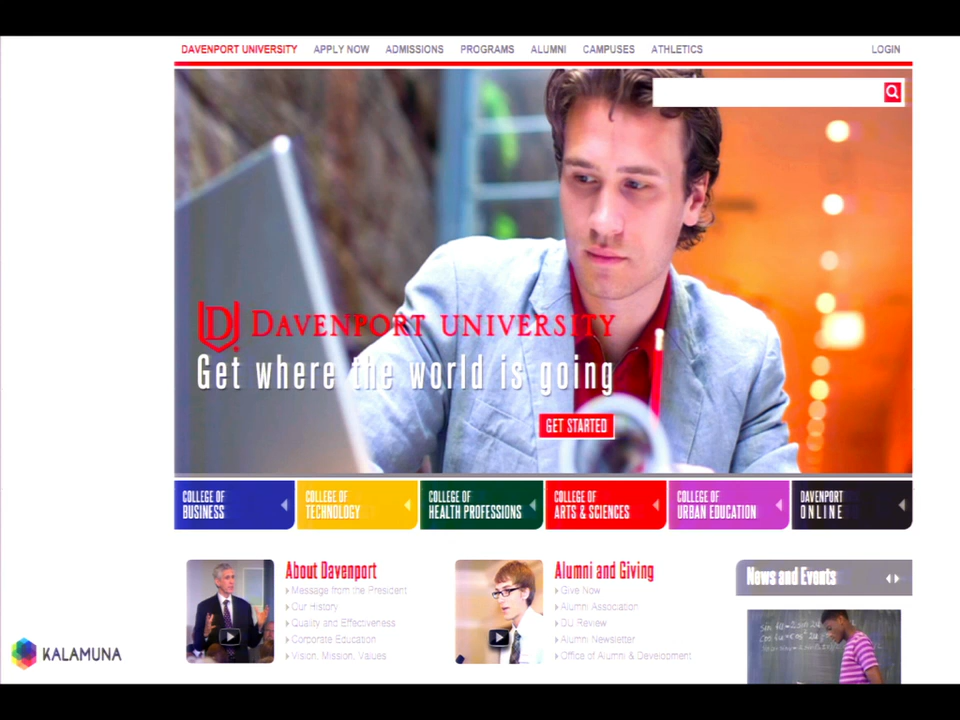 DAVENPORT UNIVERSITY APPLY NOW ADMISSIONS PROGRAMS ALUMNI CAMPUSES ATHLETICS LOGIN
DAVENPORT UNIVERSITY
Get where the world is going
GET STARTED
COLLEGE OF
BUSINESS
COLLEGE OF
TECHNOLOGY
COLLEGE OF
HEALTH PROFESSIONS
COLLEGE OF
ARTS & SCIENCES
COLLEGE OF
URBAN EDUCATION
DAVENPORT
ONLINE
About Davenport
Message from the President
Our History
Quality and Effectiveness
Corporate Education
Vision, Mission, Values
Alumni and Giving
Give Now
Alumni Association
DU Review
Alumni Newsletter
Office of Alumni & Development
News and Events
KALAMUNA